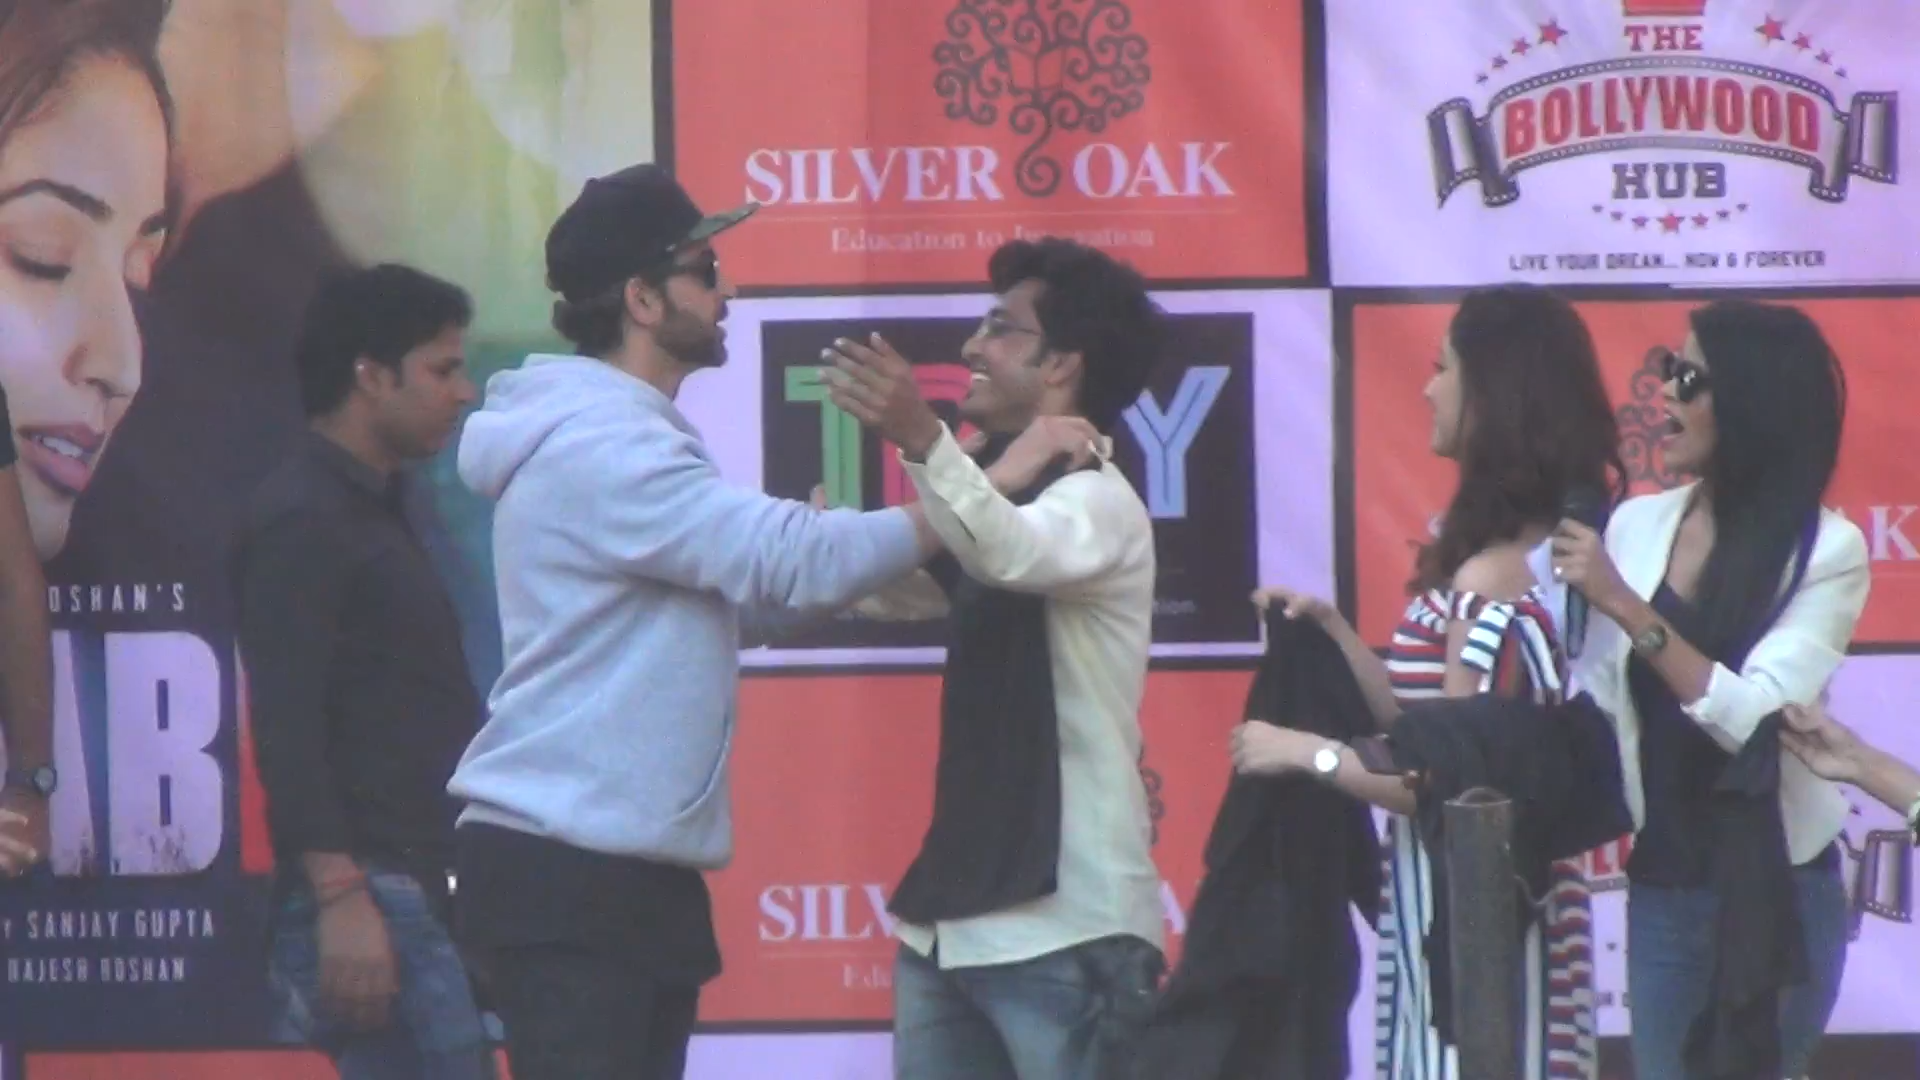 THE
BOLLYWOOD
HUB
LIVE YOUR DREAM... NOW & FOREVER
SILVER OAK
Education to Innovation
OSHAN'S
AB
SANJAY GUPTA
RAJESH ROSHAN
SILV